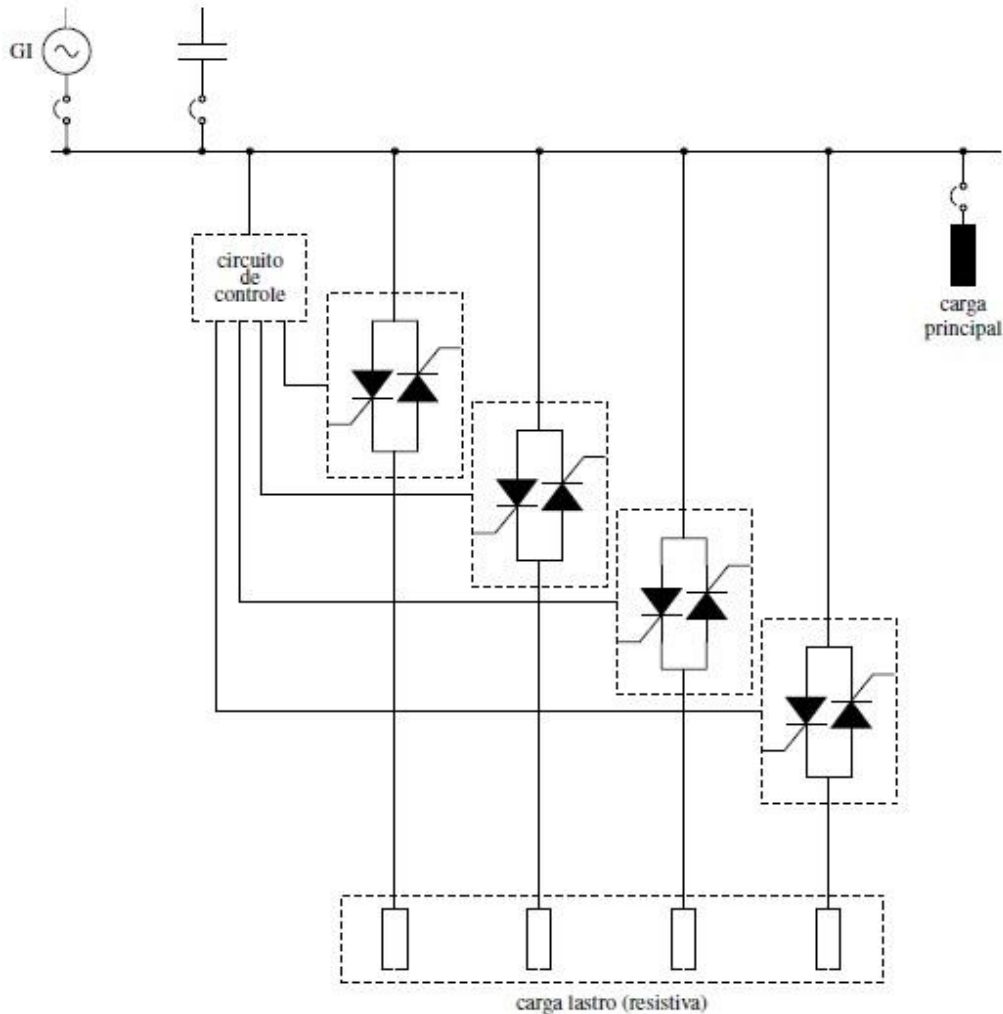 GI
circuito
de
controle
carga
principal
carga lastro (resistiva)